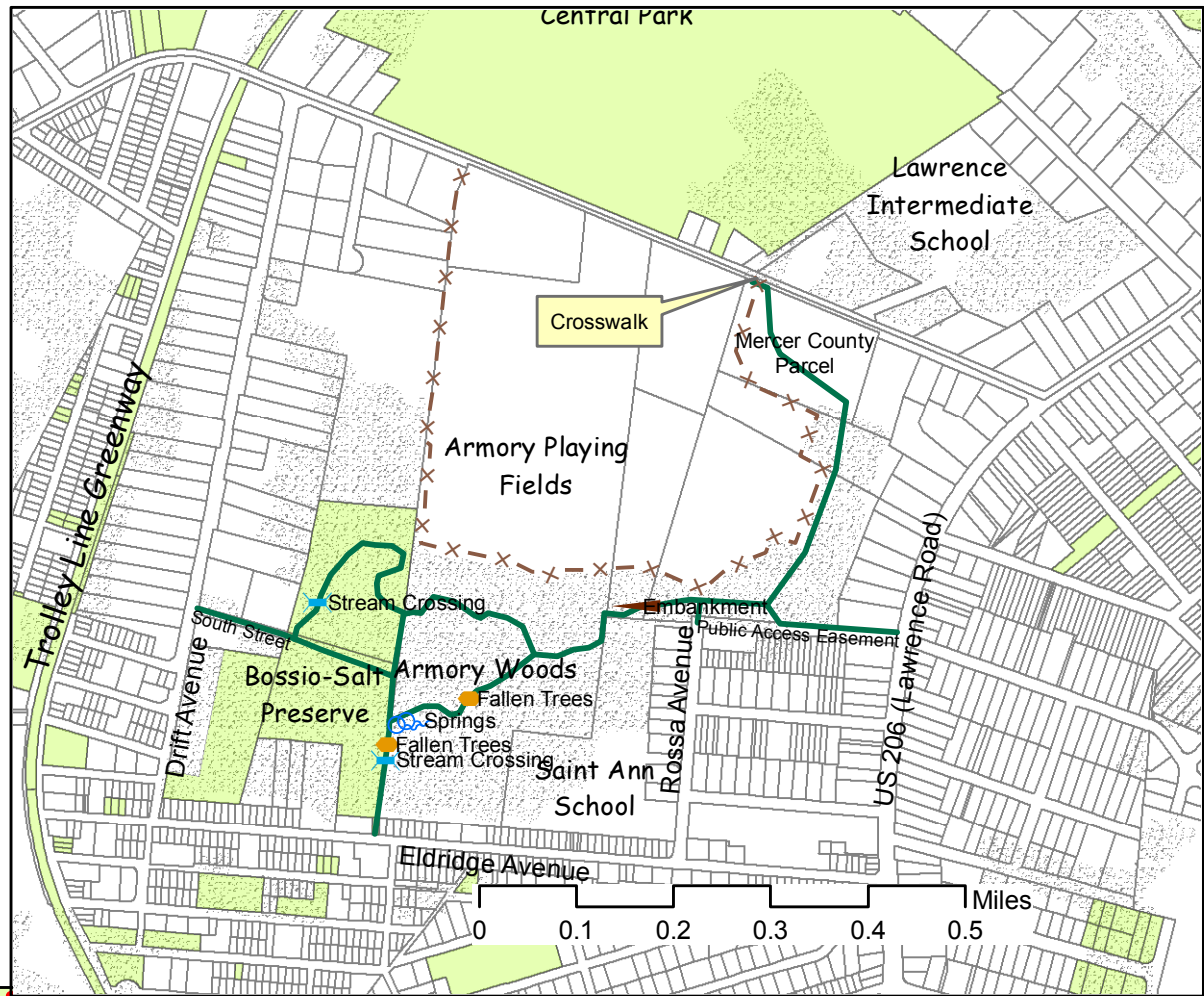 Central Park
Lawrence
Intermediate
School
Crosswalk
Mercer County
Parcel
Trolley Line Greenway
Armory Playing
Fields
US 206 (Lawrence Road)
Stream Crossing
Embankment
South Street
Public Access Easement
Drift Avenue
Bossio-Salt
Preserve
Armory Woods
Rossa Avenue
Fallen Trees
Springs
Fallen Trees
Stream Crossing
Saint Ann
School
Eldridge Avenue
Miles
0 0.1 0.2 0.3 0.4 0.5